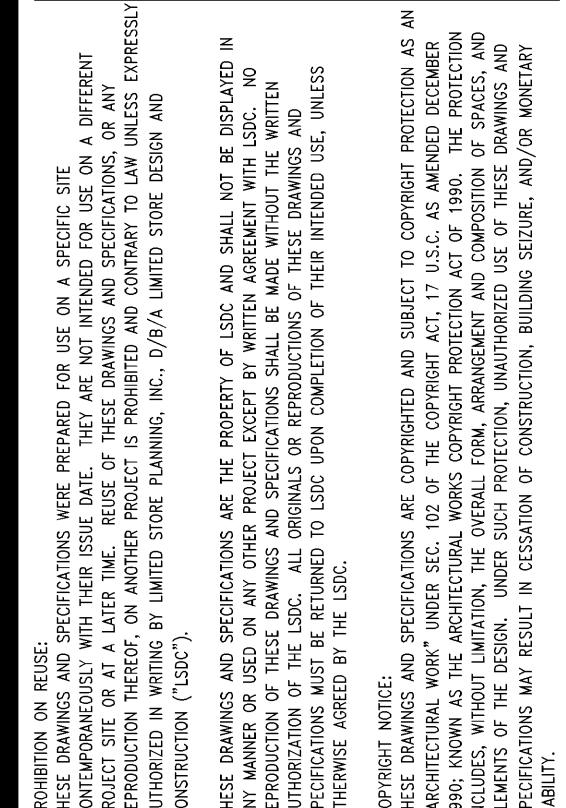 ROHIBITION ON REUSE:
HESE DRAWINGS AND SPECIFICATIONS WERE PREPARED FOR USE ON A SPECIFIC SITE
ONTEMPORANEOUSLY WITH THEIR ISSUE DATE. THEY ARE NOT INTENDED FOR USE ON A DIFFERENT
ROJECT SITE OR AT A LATER TIME. REUSE OF THESE DRAWINGS AND SPECIFICATIONS, OR ANY
EPRODUCTION THEREOF, ON ANOTHER PROJECT IS PROHIBITED AND CONTRARY TO LAW UNLESS EXPRESSLY
UTHORIZED IN WRITING BY LIMITED STORE PLANNING, INC., D/B/A LIMITED STORE DESIGN AND
ONSTRUCTION ("LSDC").
HESE DRAWINGS AND SPECIFICATIONS ARE THE PROPERTY OF LSDC AND SHALL NOT BE DISPLAYED IN
NY MANNER OR USED ON ANY OTHER PROJECT EXCEPT BY WRITTEN AGREEMENT WITH LSDC. NO
EPRODUCTION OF THESE DRAWINGS AND SPECIFICATIONS SHALL BE MADE WITHOUT THE WRITTEN
UTHORIZATION OF THE LSDC. ALL ORIGINALS OR REPRODUCTIONS OF THESE DRAWINGS AND
PECIFICATIONS MUST BE RETURNED TO LSDC UPON COMPLETION OF THEIR INTENDED USE, UNLESS
THERWISE AGREED BY THE LSDC.
OPYRIGHT NOTICE:
HESE DRAWINGS AND SPECIFICATIONS ARE COPYRIGHTED AND SUBJECT TO COPYRIGHT PROTECTION AS AN
ARCHITECTURAL WORK" UNDER SEC. 102 OF THE COPYRIGHT ACT, 17 U.S.C. AS AMENDED DECEMBER
990; KNOWN AS THE ARCHITECTURAL WORKS COPYRIGHT PROTECTION ACT OF 1990. THE PROTECTION
NCLUDES, WITHOUT LIMITATION, THE OVERALL FORM, ARRANGEMENT AND COMPOSITION OF SPACES, AND
LEMENTS OF THE DESIGN. UNDER SUCH PROTECTION, UNAUTHORIZED USE OF THESE DRAWINGS AND
PECIFICATIONS MAY RESULT IN CESSATION OF CONSTRUCTION, BUILDING SEIZURE, AND/OR MONETARY
ABILITY.